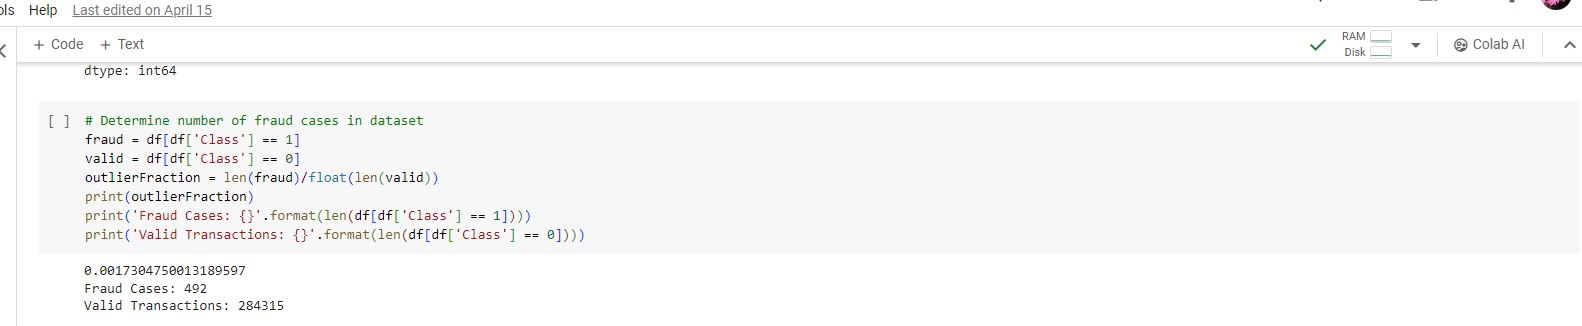 ols Help Last edited on April 15
+ Code + Text
RAM
Disk
Colab AI
dtype: int64
[ ] # Determine number of fraud cases in dataset
fraud = df[df['Class'] == 1]
valid = df[df['Class'] == 0]
outlierFraction = len(fraud)/float(len(valid))
print(outlierFraction)
print('Fraud Cases: {}'.format(len(df[df['Class'] == 1])))
print('Valid Transactions: {}'.format(len(df[df['Class'] == 0])))
0.0017304750013189597
Fraud Cases: 492
Valid Transactions: 284315